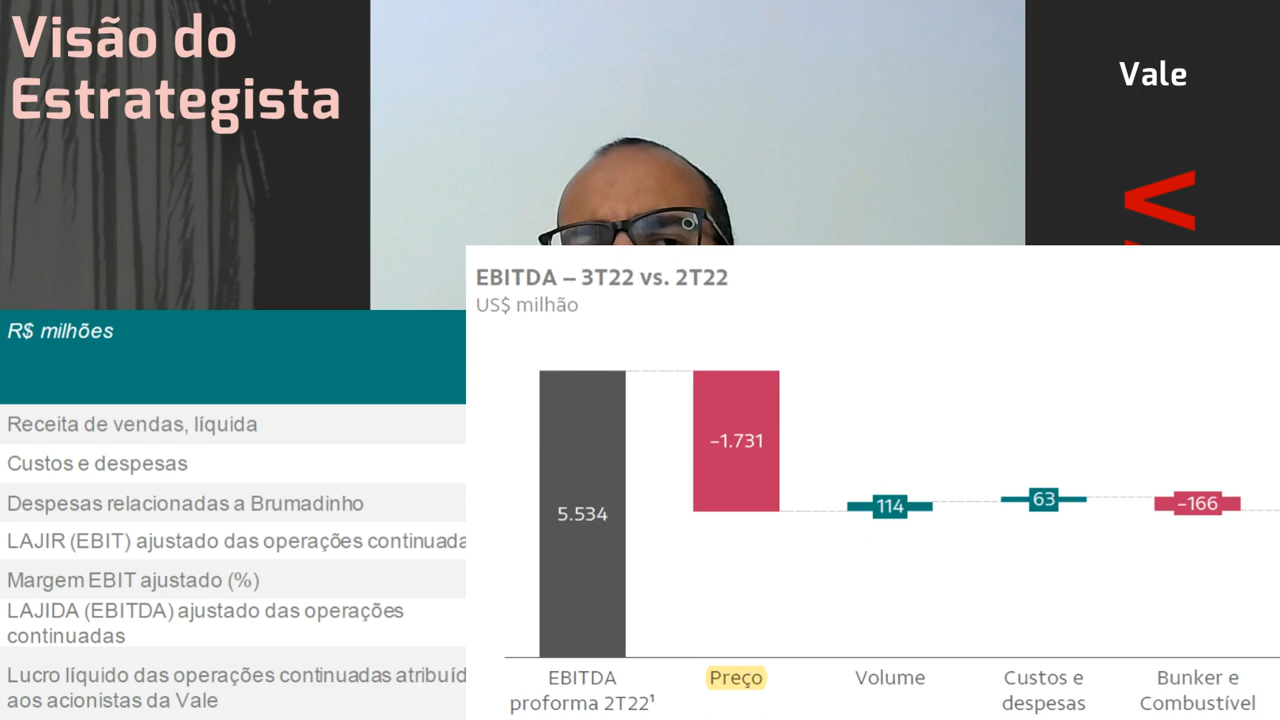 Visão do
Estrategista
Vale
R$ milhões
Receita de vendas, líquida
Custos e despesas
Despesas relacionadas a Brumadinho
LAJIR (EBIT) ajustado das operações
Margem EBIT ajustado (%)
LAJIDA (EBITDA) ajustado das operações
continuadas
Lucro líquido das operações continuadas
aos acionistas da Vale
EBITDA – 3T22 vs. 2T22
US$ milhão
5.534
–1.731
114
63
–166
EBITDA
proforma 2T22¹
Preço
Volume
Custos e
despesas
Bunker e
Combustível